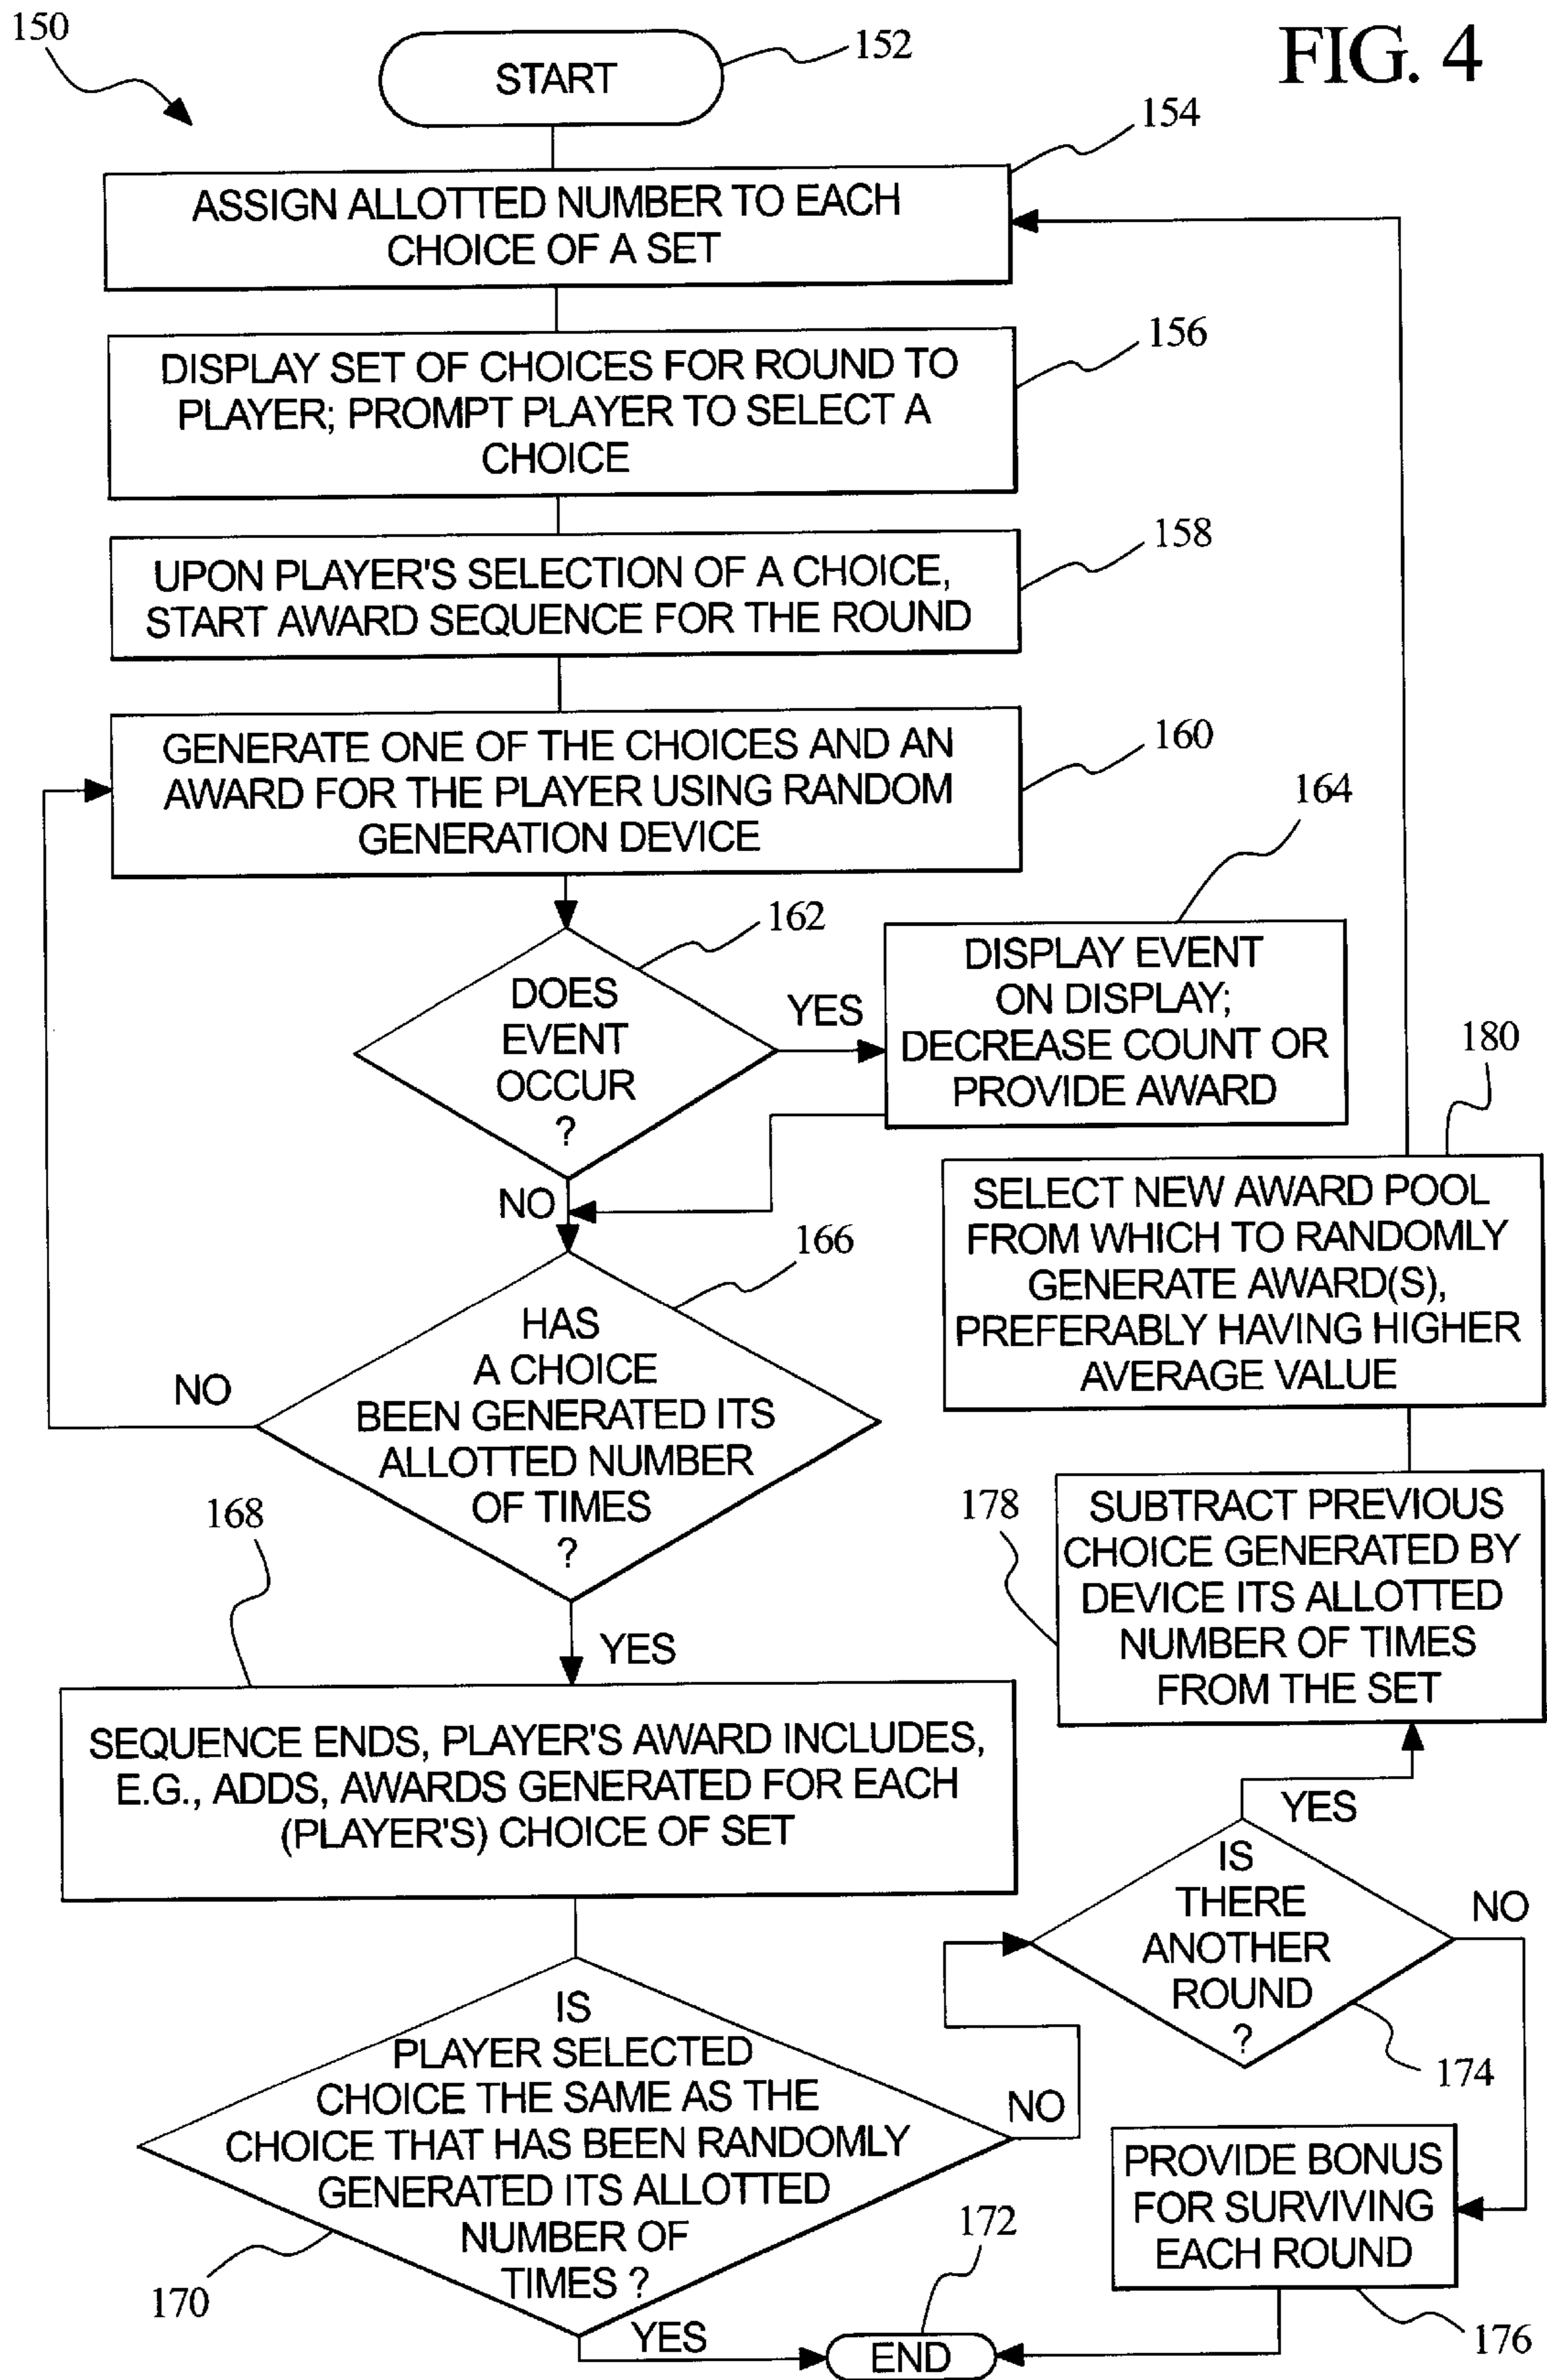 FIG. 4
150
START
152
154
ASSIGN ALLOTTED NUMBER TO EACH
CHOICE OF A SET
156
DISPLAY SET OF CHOICES FOR ROUND TO
PLAYER; PROMPT PLAYER TO SELECT A
CHOICE
158
UPON PLAYER'S SELECTION OF A CHOICE,
START AWARD SEQUENCE FOR THE ROUND
160
GENERATE ONE OF THE CHOICES AND AN
AWARD FOR THE PLAYER USING RANDOM
GENERATION DEVICE
162
DOES
EVENT
OCCUR
?
YES
NO
164
DISPLAY EVENT
ON DISPLAY;
DECREASE COUNT OR
PROVIDE AWARD
166
HAS
A CHOICE
BEEN GENERATED ITS
ALLOTTED NUMBER
OF TIMES
?
NO
YES
168
SEQUENCE ENDS, PLAYER'S AWARD INCLUDES,
E.G., ADDS, AWARDS GENERATED FOR EACH
(PLAYER'S) CHOICE OF SET
IS
PLAYER SELECTED
CHOICE THE SAME AS THE
CHOICE THAT HAS BEEN RANDOMLY
GENERATED ITS ALLOTTED
NUMBER OF
TIMES ?
170
NO
YES
172
END
180
SELECT NEW AWARD POOL
FROM WHICH TO RANDOMLY
GENERATE AWARD(S),
PREFERABLY HAVING HIGHER
AVERAGE VALUE
178
SUBTRACT PREVIOUS
CHOICE GENERATED BY
DEVICE ITS ALLOTTED
NUMBER OF TIMES
FROM THE SET
YES
IS
THERE
ANOTHER
ROUND
?
NO
174
PROVIDE BONUS
FOR SURVIVING
EACH ROUND
176